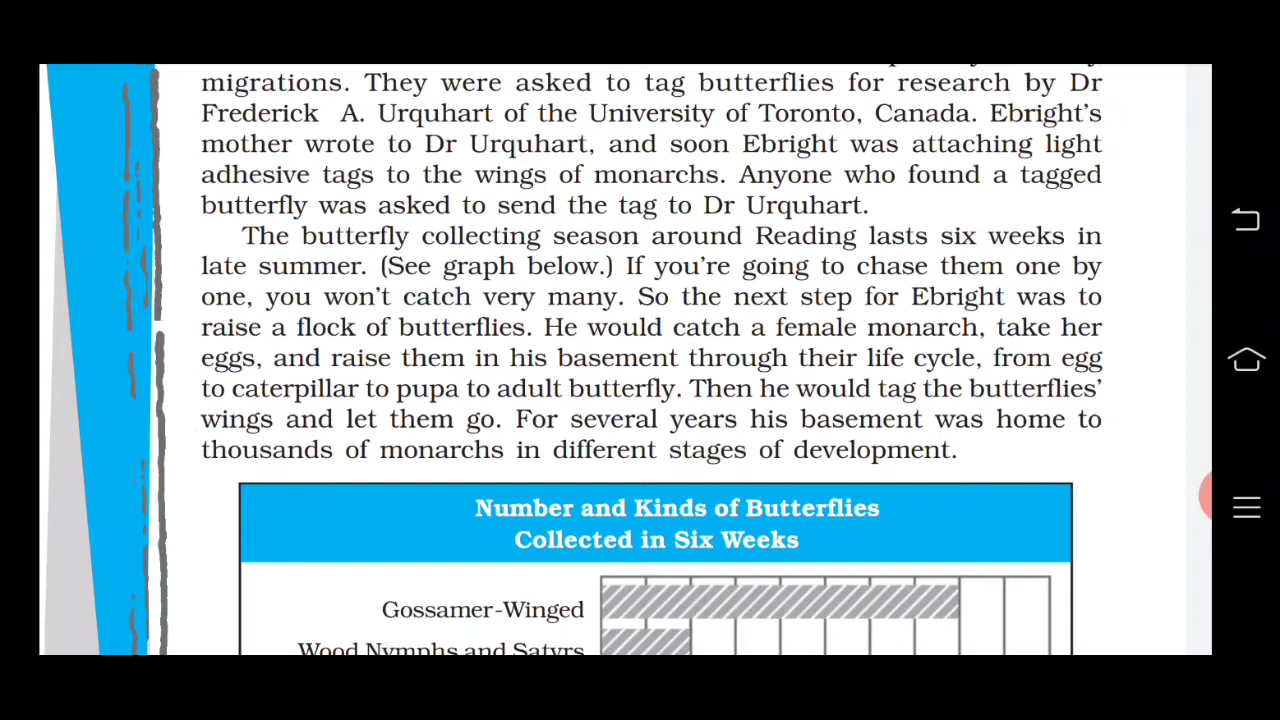 migrations. They were asked to tag butterflies for research by Dr
Frederick A. Urquhart of the University of Toronto, Canada. Ebright's
mother wrote to Dr Urquhart, and soon Ebright was attaching light
adhesive tags to the wings of monarchs. Anyone who found a tagged
butterfly was asked to send the tag to Dr Urquhart.
The butterfly collecting season around Reading lasts six weeks in
late summer. (See graph below.) If you're going to chase them one by
one, you won't catch very many. So the next step for Ebright was to
raise a flock of butterflies. He would catch a female monarch, take her
eggs, and raise them in his basement through their life cycle, from egg
to caterpillar to pupa to adult butterfly. Then he would tag the butterflies'
wings and let them go. For several years his basement was home to
thousands of monarchs in different stages of development.
Number and Kinds of Butterflies
Collected in Six Weeks
Gossamer-Winged
Wood Nymphs and Satyrs